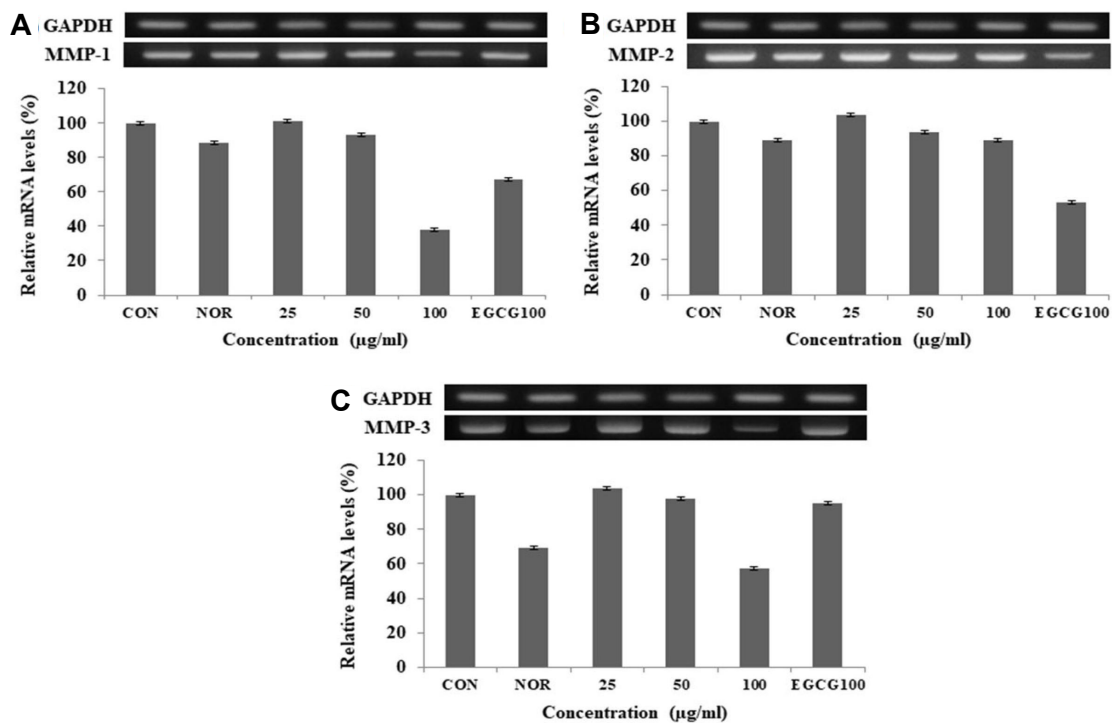 A
GAPDH
MMP-1
Relative mRNA levels (%)
120
100
80
60
40
20
0
CON NOR 25 50 100 EGCG100
Concentration (µg/ml)
B
GAPDH
MMP-2
Relative mRNA levels (%)
120
100
80
60
40
20
0
CON NOR 25 50 100 EGCG100
Concentration (µg/ml)
C
GAPDH
MMP-3
Relative mRNA levels (%)
120
100
80
60
40
20
0
CON NOR 25 50 100 EGCG100
Concentration (µg/ml)